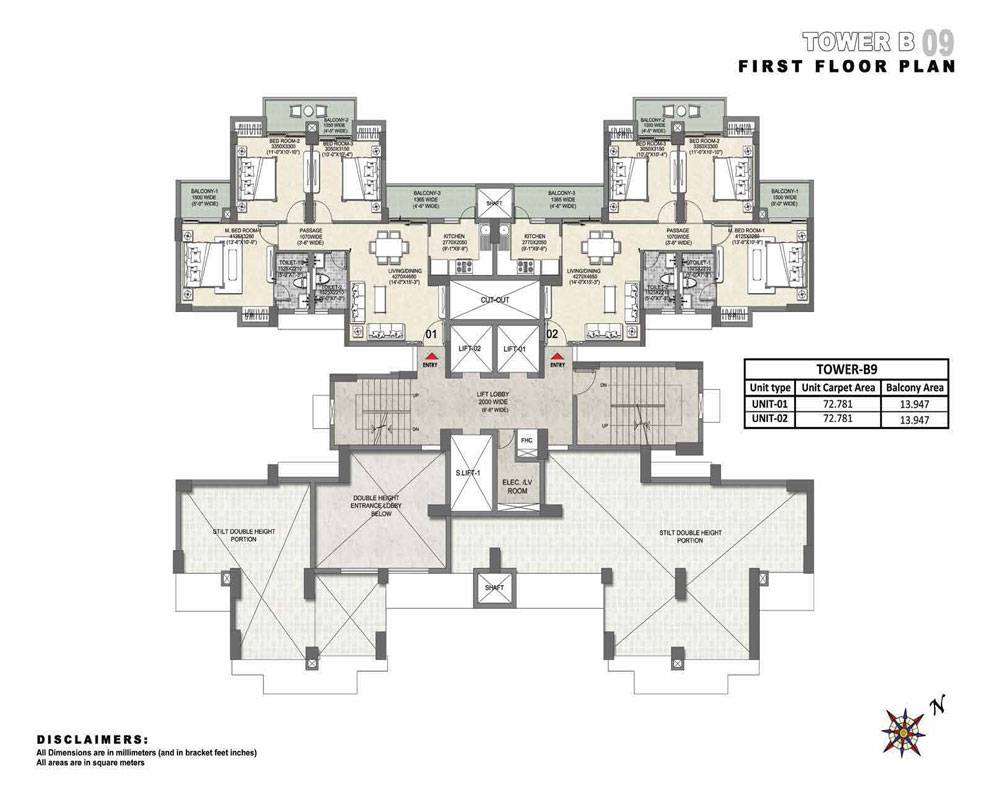 TOWER B 09
FIRST FLOOR PLAN
BALCONY-2
1350 WIDE
(4'-5" WIDE)
BALCONY-2
1350 WIDE
(4'-5" WIDE)
BED ROOM-2
3350X3300
(11'-0"X10'-10")
BED ROOM-3
3050X3150
(10'-0"X10'-4")
BED ROOM-3
3050X3150
(10'-0"X10'-4")
BED ROOM-2
3350X3300
(11'-0"X10'-10")
BALCONY-1
1500 WIDE
(5'-0" WIDE)
BALCONY-3
1365 WIDE
(4'-6" WIDE)
SHAFT
BALCONY-3
1365 WIDE
(4'-6" WIDE)
BALCONY-1
1500 WIDE
(5'-0" WIDE)
M. BED ROOM-1
4125X3280
(13'-6"X10'-9")
PASSAGE
1070WIDE
(3'-6" WIDE)
KITCHEN
2770X2050
(9'-1"X6'-9")
KITCHEN
2770X2050
(9'-1"X6'-9")
PASSAGE
1070WIDE
(3'-6" WIDE)
M. BED ROOM-1
4125X3280
(13'-6"X10'-9")
TOILET-1
1525X2210
(5'-0"X7'-3")
TOILET-2
1525X2210
(5'-0"X7'-3")
LIVING/DINING
4270X4650
(14'-0"X15'-3")
LIVING/DINING
4270X4650
(14'-0"X15'-3")
TOILET-2
1525X2210
(5'-0"X7'-3")
TOILET-1
1525X2210
(5'-0"X7'-3")
CUT-OUT
01
LIFT-02
LIFT-01
02
ENTRY
ENTRY
UP
DN
LIFT LOBBY
2000 WIDE
(6'-6" WIDE)
DN
UP
TOWER-B9
Unit type Unit Carpet Area Balcony Area
UNIT-01 72.781 13.947
UNIT-02 72.781 13.947
FHC
S.LIFT-1
ELEC. /LV
ROOM
DOUBLE HEIGHT
ENTRANCE LOBBY
BELOW
STILT DOUBLE HEIGHT
PORTION
STILT DOUBLE HEIGHT
PORTION
SHAFT
N
DISCLAIMERS:
All Dimensions are in millimeters (and in bracket feet inches)
All areas are in square meters